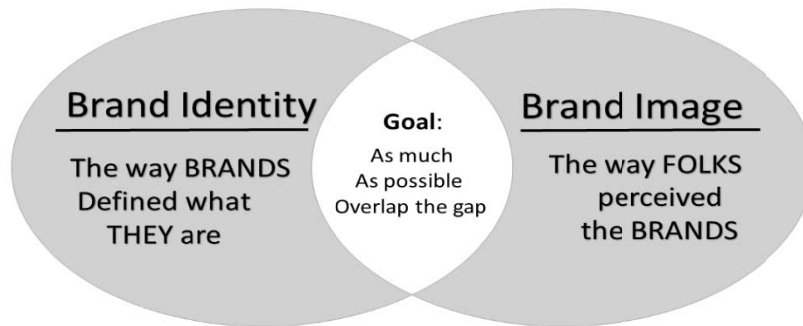 Brand Identity
The way BRANDS
Defined what
THEY are
Goal:
As much
As possible
Overlap the gap
Brand Image
The way FOLKS
perceived
the BRANDS